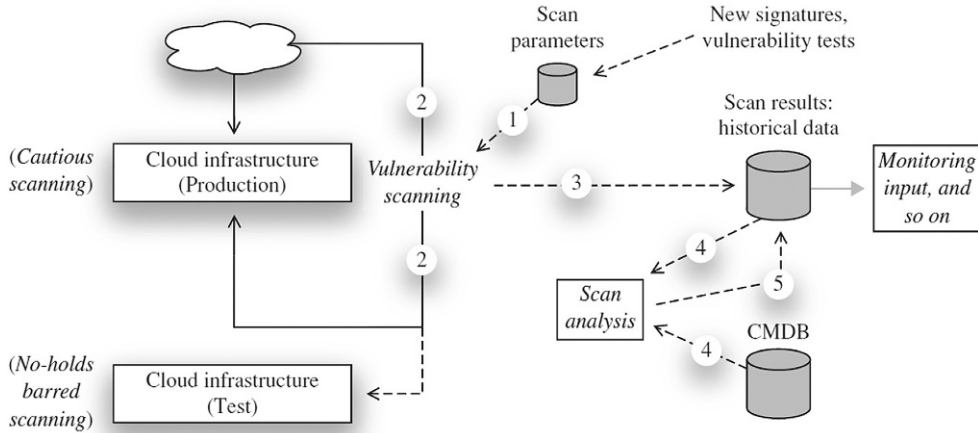 Scan
parameters
New signatures,
vulnerability tests
2
1
Scan results:
historical data
(Cautious
scanning)
Cloud infrastructure
(Production)
Vulnerability
scanning
3
Monitoring
input, and
so on
2
4
5
Scan
analysis
4
CMDB
(No-holds
barred
scanning)
Cloud infrastructure
(Test)